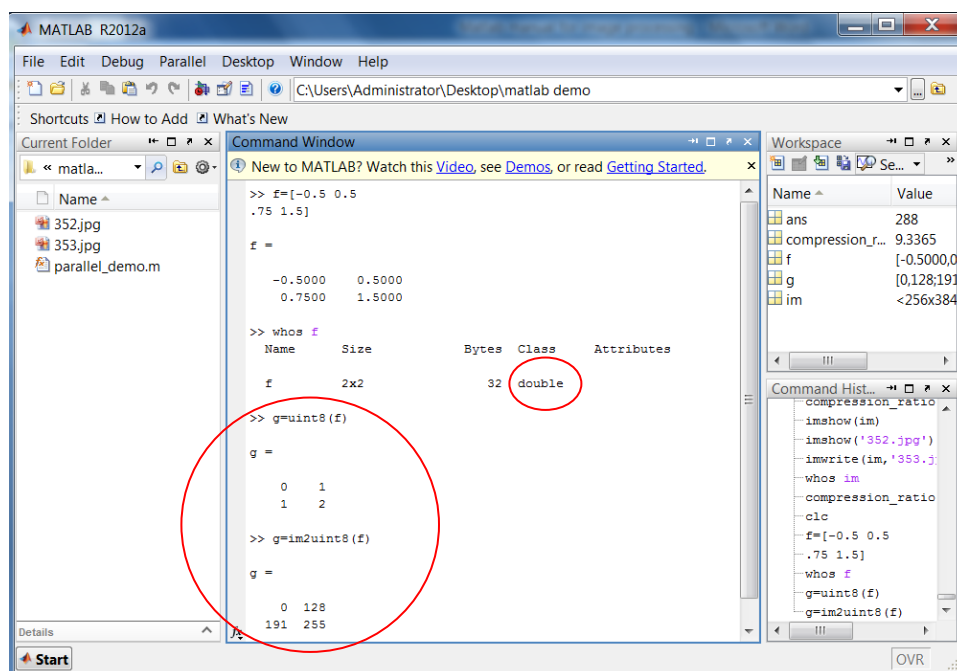 MATLAB R2012a
File Edit Debug Parallel Desktop Window Help
C:\Users\Administrator\Desktop\matlab demo
Shortcuts How to Add What's New
Current Folder
« matla...
Name
352.jpg
353.jpg
parallel_demo.m
Details
Command Window
New to MATLAB? Watch this Video, see Demos, or read Getting Started.
>> f=[-0.5 0.5
.75 1.5]
f =
-0.5000 0.5000
0.7500 1.5000
>> whos f
Name Size Bytes Class Attributes
f 2x2 32 double
>> g=uint8(f)
g =
0 1
1 2
>> g=im2uint8(f)
g =
0 128
191 255
fx
Workspace
Se...
Name Value
ans 288
compression_r... 9.3365
f [-0.5000,0
g [0,128;191
im <256x384
Command Hist...
compression_ratio
imshow(im)
imshow('352.jpg')
imwrite(im,'353.j
whos im
compression_ratio
clc
f=[-0.5 0.5
.75 1.5]
whos f
g=uint8(f)
g=im2uint8(f)
Start
OVR